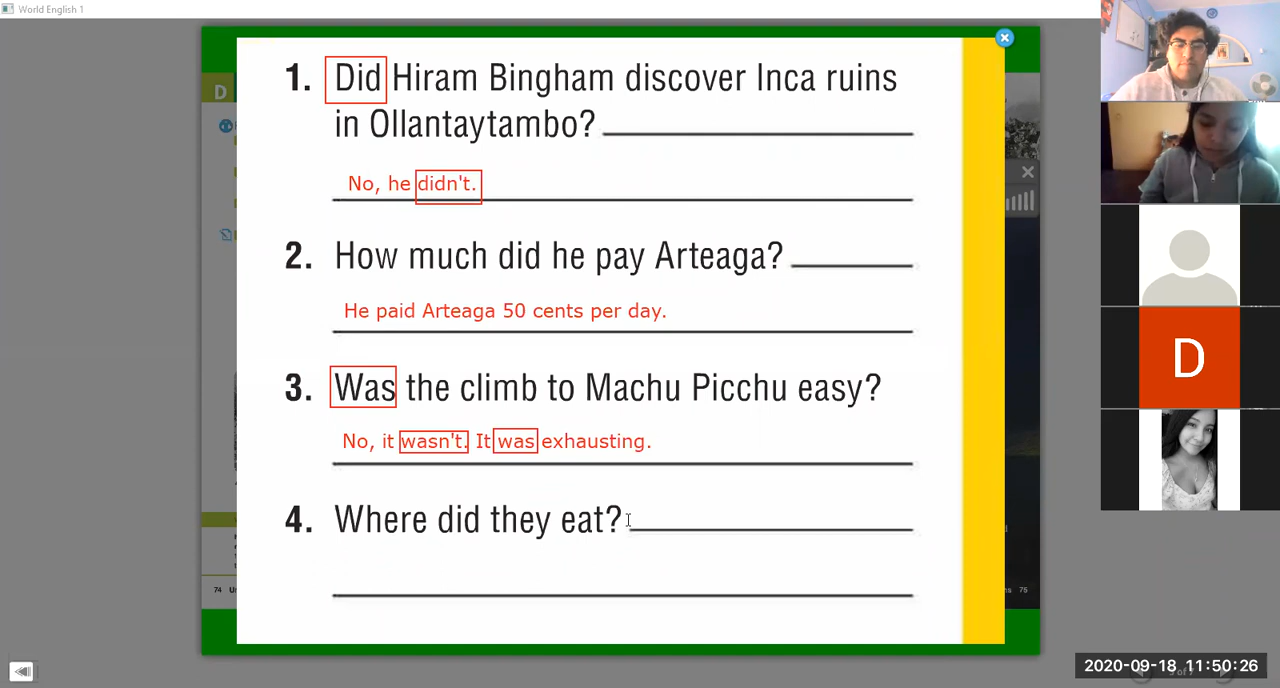 World English 1
D
1. Did Hiram Bingham discover Inca ruins
in Ollantaytambo?
No, he didn't.
2. How much did he pay Arteaga?
He paid Arteaga 50 cents per day.
3. Was the climb to Machu Picchu easy?
No, it wasn't. It was exhausting.
4. Where did they eat?
74
75
D
2020-09-18 11:50:26